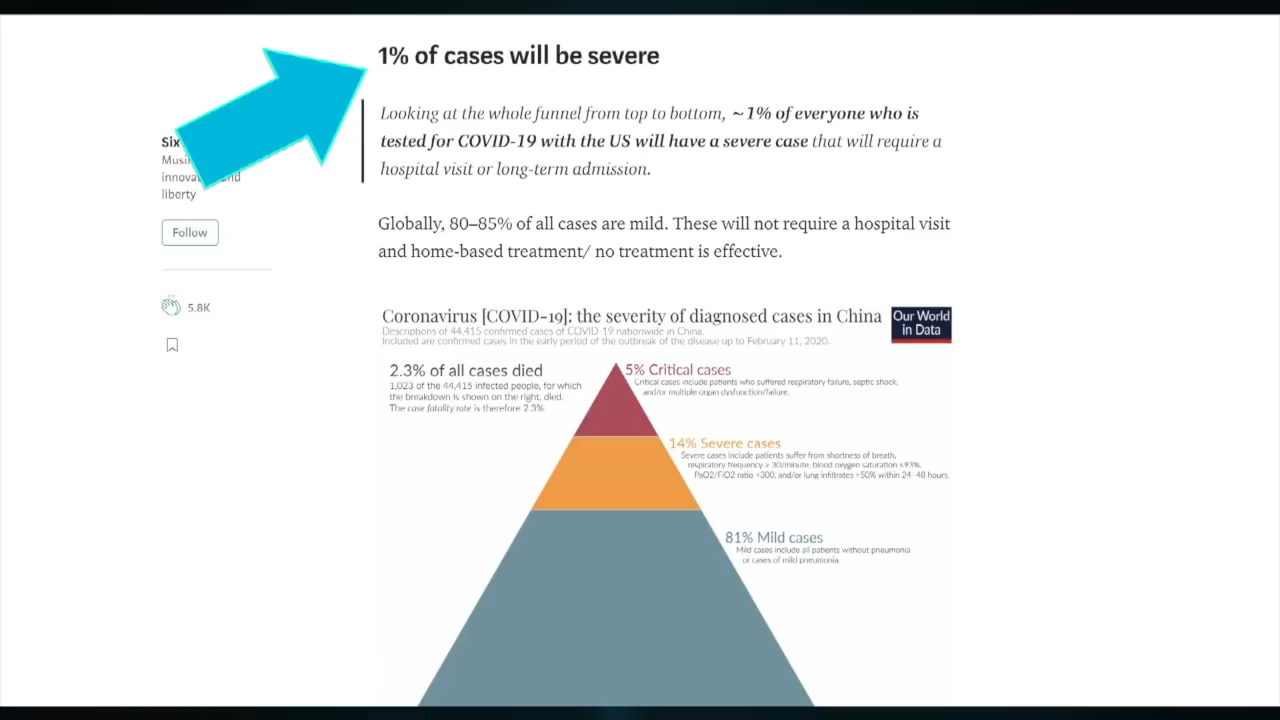 1% of cases will be severe
Looking at the whole funnel from top to bottom, ~1% of everyone who is
tested for COVID-19 with the US will have a severe case that will require a
hospital visit or long-term admission.
Six
Musin
innova nd
liberty
Follow
5.8K
Globally, 80–85% of all cases are mild. These will not require a hospital visit
and home-based treatment/ no treatment is effective.
Coronavirus [COVID-19]: the severity of diagnosed cases in China
Descriptions of 44,415 confirmed cases of COVID-19 nationwide in China.
Included are confirmed cases in the early period of the outbreak of the disease up to February 11, 2020.
Our World
in Data
2.3% of all cases died
1,023 of the 44,415 infected people, for which
the breakdown is shown on the right, died.
The case fatality rate is therefore 2.3%.
5% Critical cases
Critical cases include patients who suffered respiratory failure, septic shock,
and/or multiple organ dysfunction/failure.
14% Severe cases
Severe cases include patients suffer from shortness of breath,
respiratory frequency ≥ 30/minute, blood oxygen saturation ≤93%,
PaO2/FiO2 ratio <300, and/or lung infiltrates >50% within 24–48 hours.
81% Mild cases
Mild cases include all patients without pneumonia
or cases of mild pneumonia.